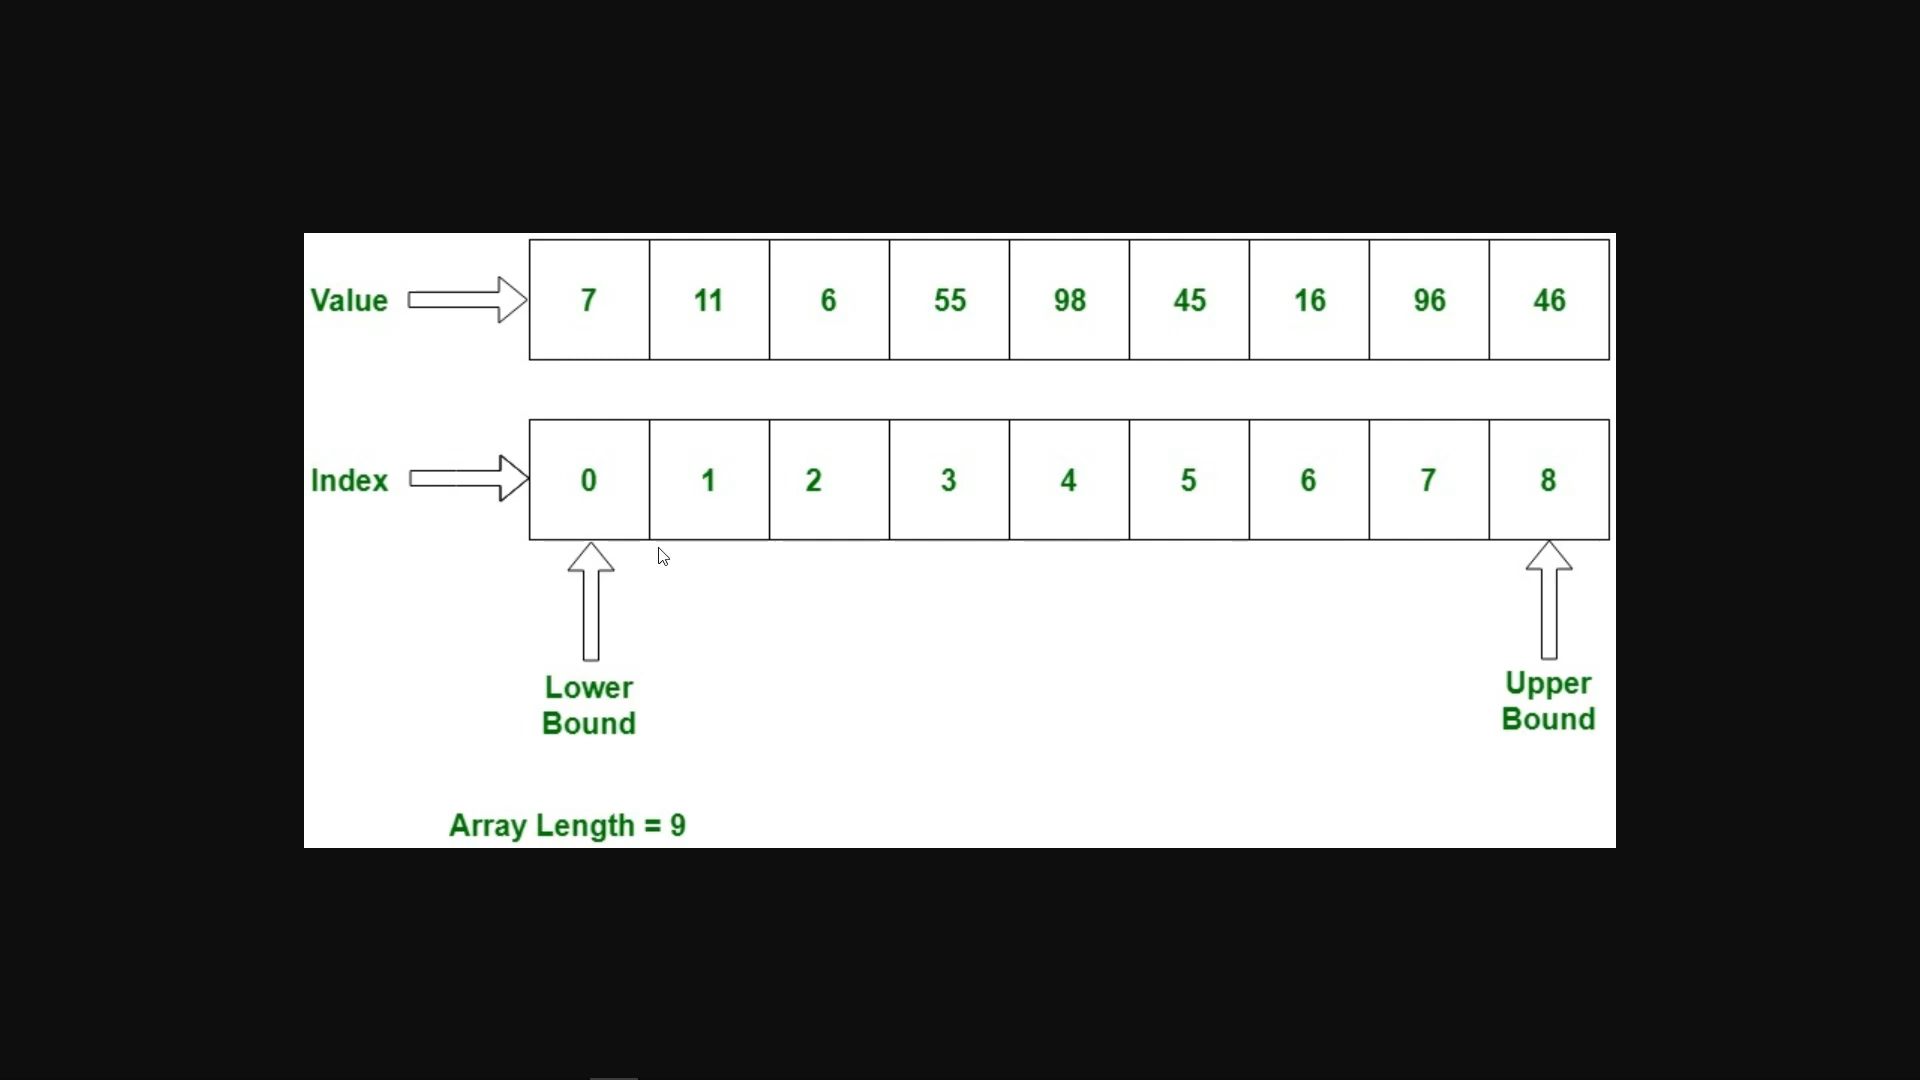 Value 7 11 6 55 98 45 16 96 46
Index 0 1 2 3 4 5 6 7 8
Lower
Bound
Upper
Bound
Array Length = 9